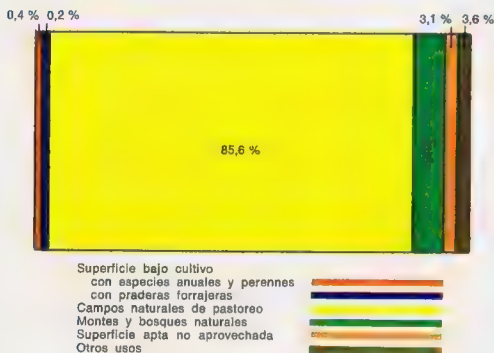 0,4 % 0,2 % 3,1 % 3,6 %
85,6 %
Superficie bajo cultivo
con especies anuales y perennes
con praderas forrajeras
Campos naturales de pastoreo
Montes y bosques naturales
Superficie apta no aprovechada
Otros usos